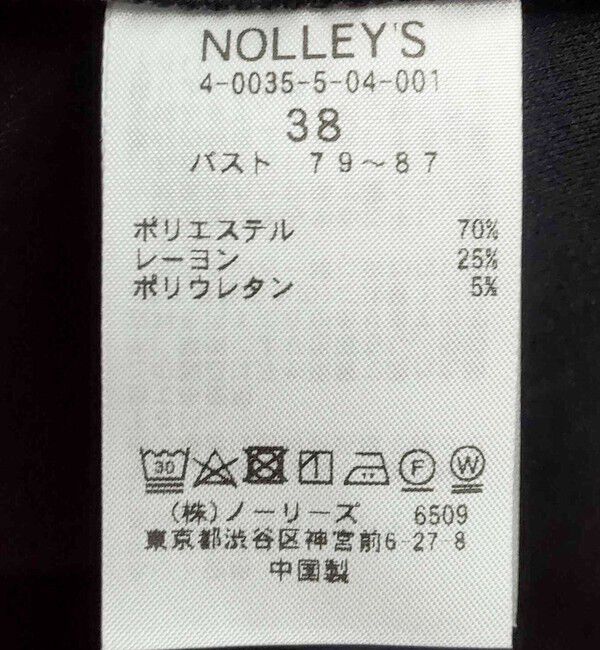 NOLLEY'S
4-0035-5-04-001
38
バスト 79～87
ポリエステル 70%
レーヨン 25%
ポリウレタン 5%
30 F W
(株)ノーリーズ 6509
東京都渋谷区神宮前6-27-8
中国製